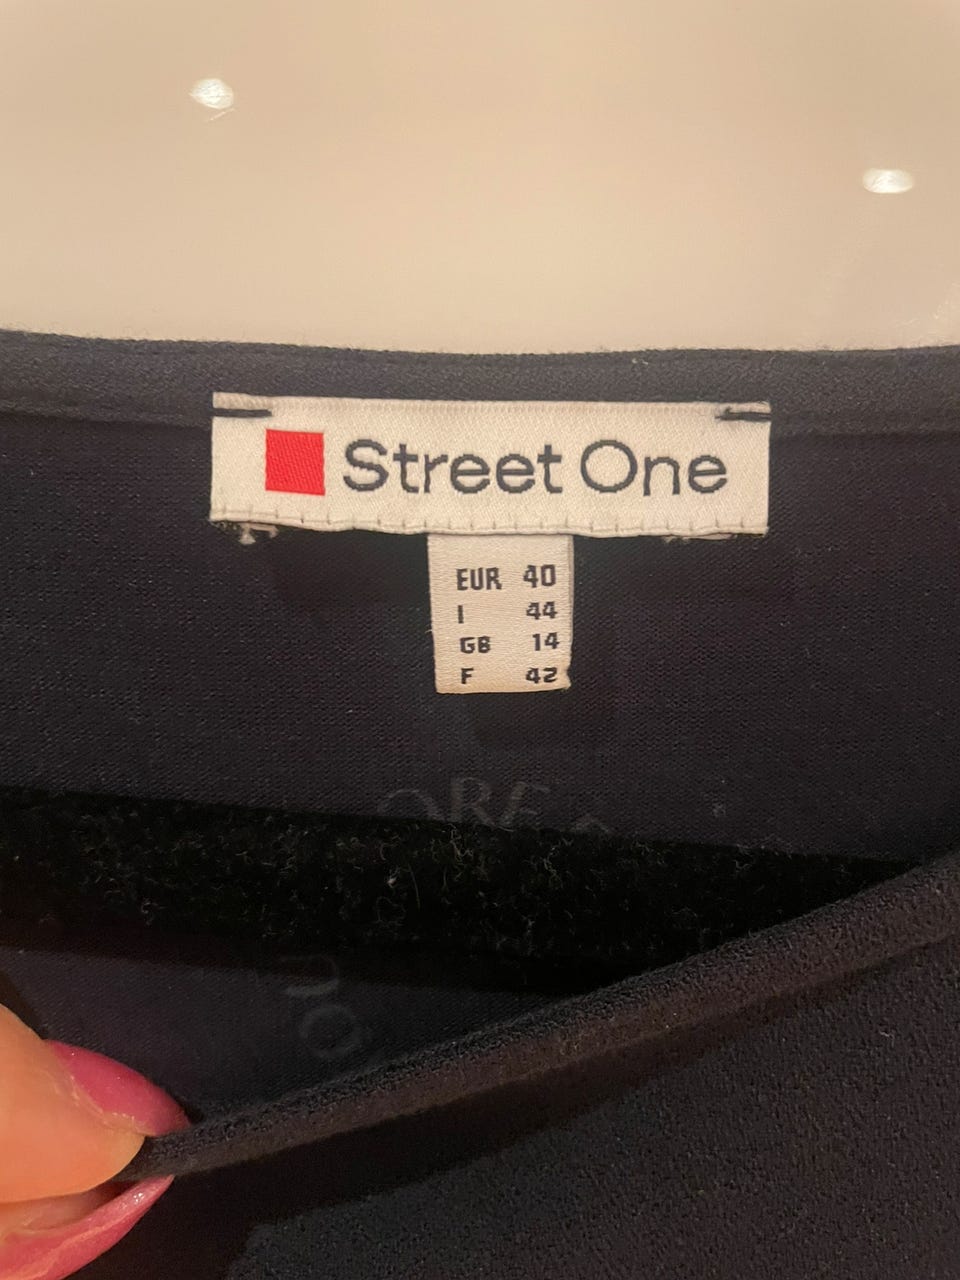 Street One
EUR 40
I 44
GB 14
F 42